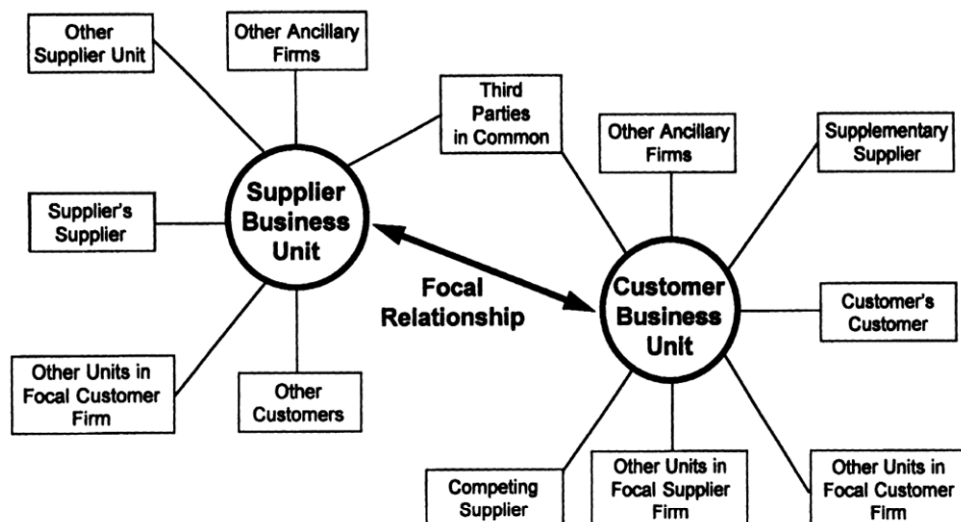 Other
Supplier Unit
Other Ancillary
Firms
Third
Parties
in Common
Other Ancillary
Firms
Supplementary
Supplier
Supplier's
Supplier
Supplier
Business
Unit
Focal
Relationship
Customer
Business
Unit
Customer's
Customer
Other Units in
Focal Customer
Firm
Other
Customers
Competing
Supplier
Other Units in
Focal Supplier
Firm
Other Units in
Focal Customer
Firm